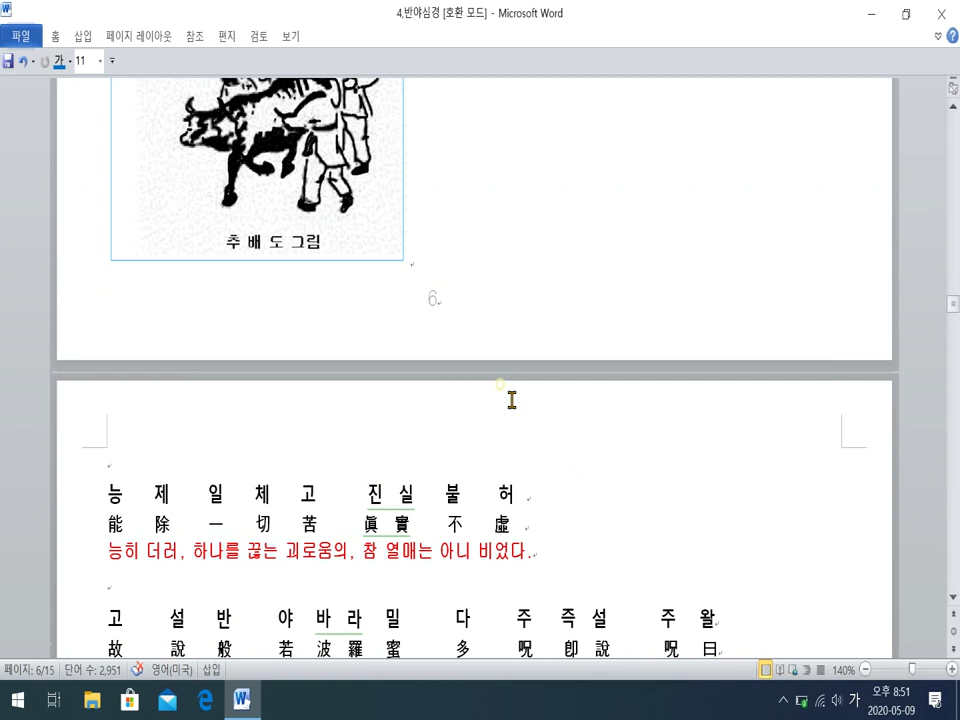 4,반야심경 [호환 모드] - Microsoft Word
파일 홈 삽입 페이지 레이아웃 참조 편지 검토 보기
가 11
추 배 도 그림
6
능 제 일 체 고 진 실 불 허
能 除 一 切 苦 眞 實 不 虛
능히 더러, 하나를 끊는 괴로움의, 참 열매는 아니 비었다.
고 설 반 야 바 라 밀 다 주 즉 설 주 왈
故 說 般 若 波 羅 蜜 多 呪 卽 說 呪 曰
페이지: 6/15 단어 수: 2,951 영어(미국) 삽입 140%
가 오후 8:51
2020-05-09